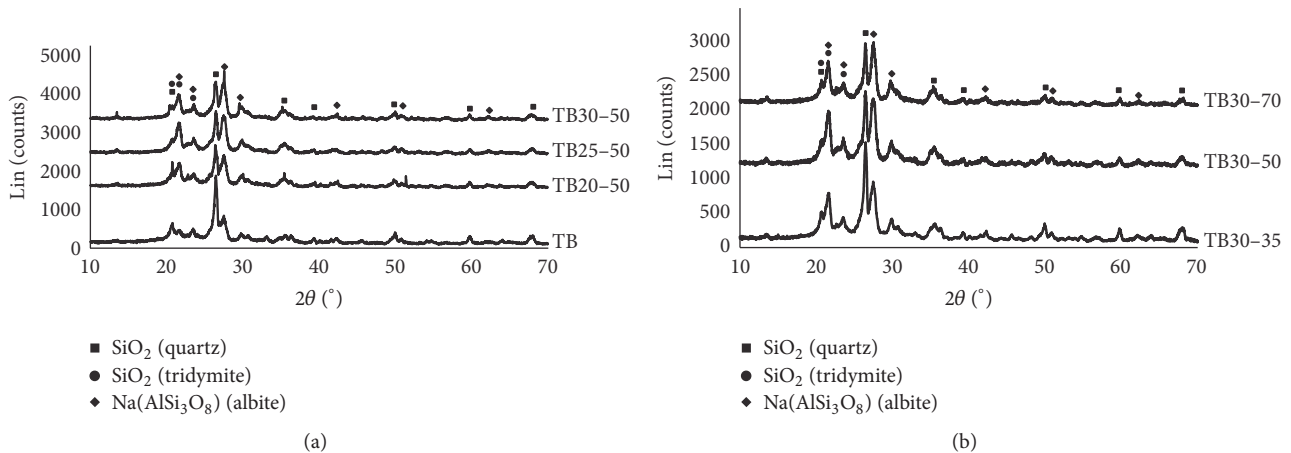 5000
4000
3000
2000
1000
0
Lin (counts)
TB30–50
TB25–50
TB20–50
TB
10 20 30 40 50 60 70
2θ (°)
■ SiO₂ (quartz)
● SiO₂ (tridymite)
◆ Na(AlSi₃O₈) (albite)
(a)
3000
2500
2000
1500
1000
500
0
Lin (counts)
TB30–70
TB30–50
TB30–35
10 20 30 40 50 60 70
2θ (°)
■ SiO₂ (quartz)
● SiO₂ (tridymite)
◆ Na(AlSi₃O₈) (albite)
(b)